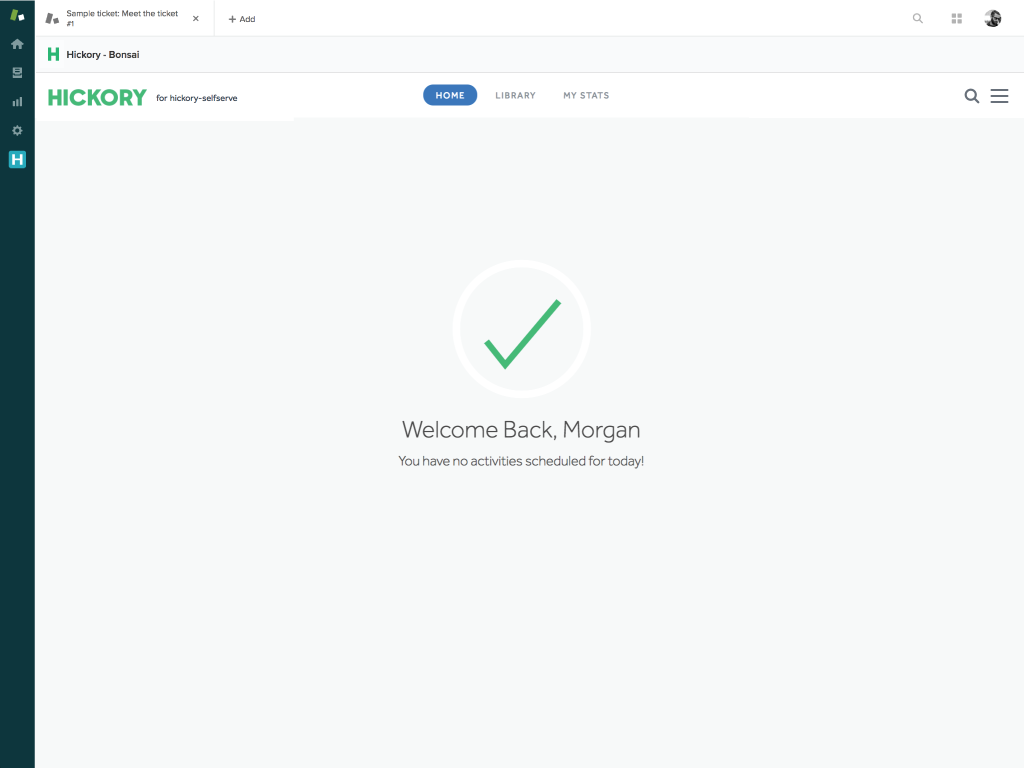 Sample ticket: Meet the ticket
#1
+ Add
H Hickory - Bonsai
HICKORY for hickory-selfserve
HOME LIBRARY MY STATS
H
Welcome Back, Morgan
You have no activities scheduled for today!